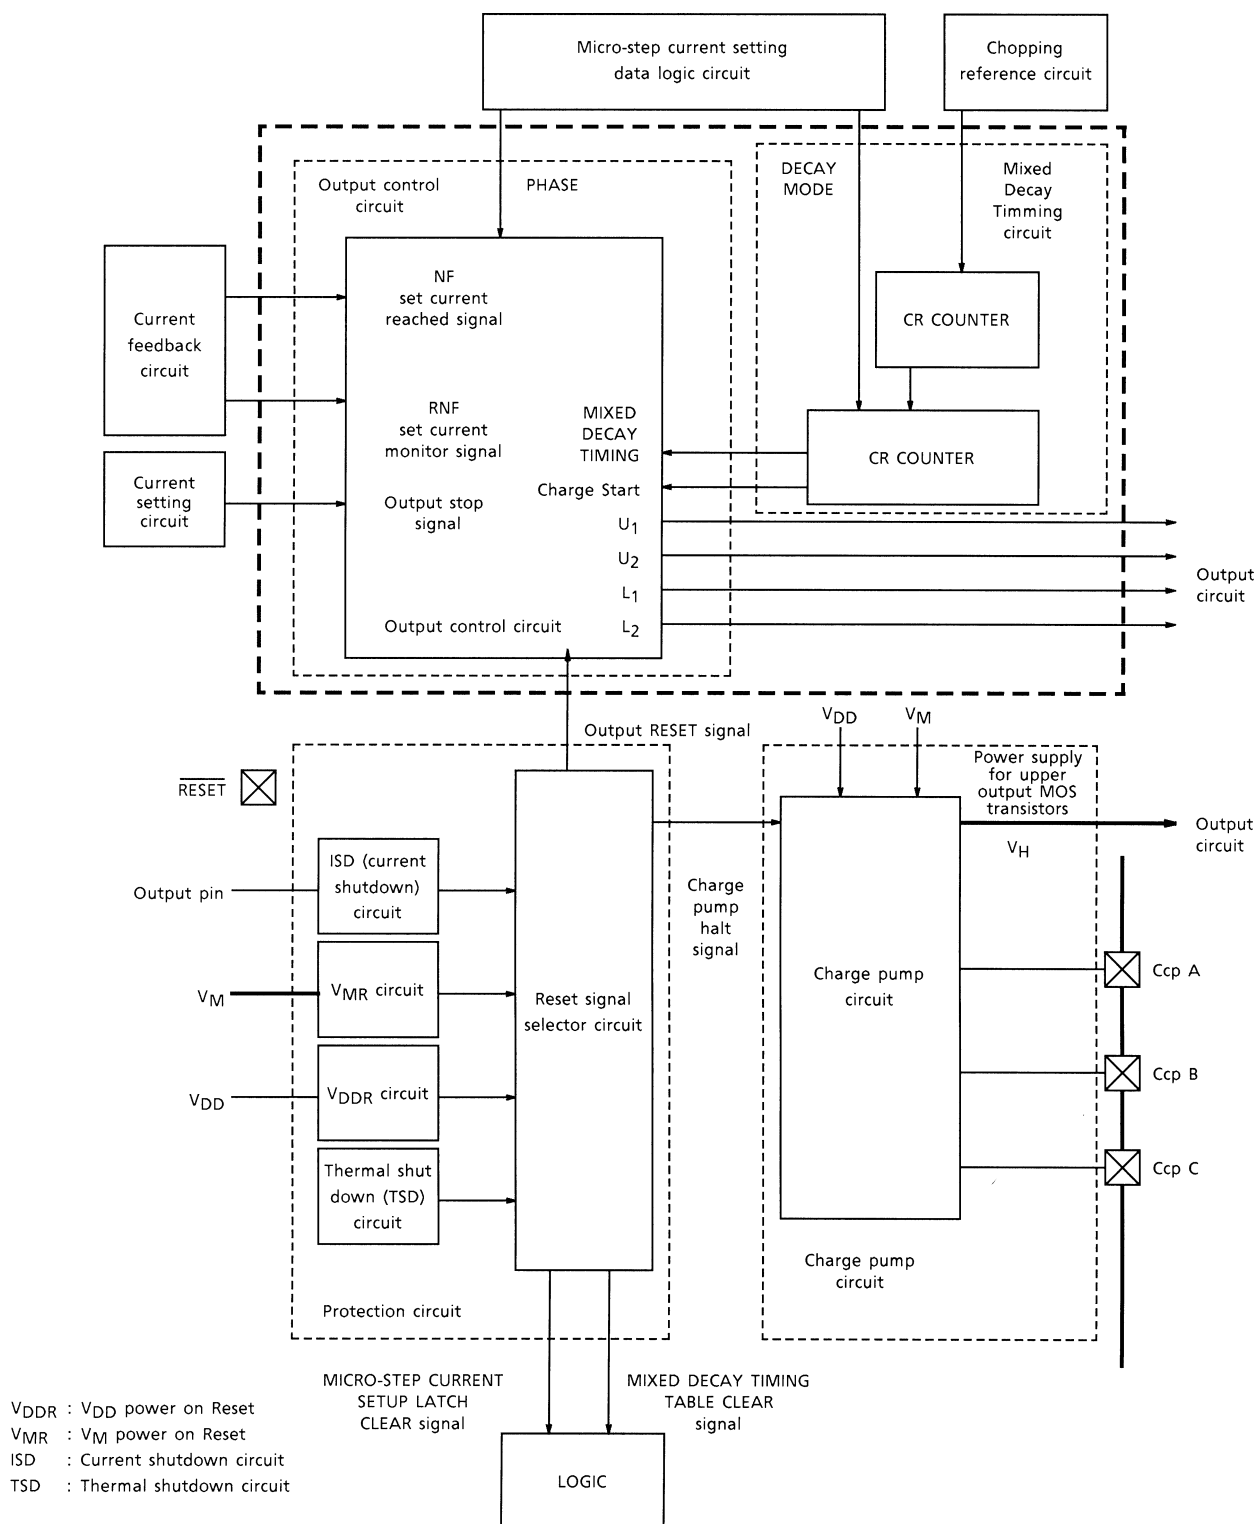 Micro-step current setting
data logic circuit
Chopping
reference circuit
Output control
circuit
PHASE
DECAY
MODE
Mixed
Decay
Timming
circuit
Current
feedback
circuit
NF
set current
reached signal
CR COUNTER
RNF
set current
monitor signal
MIXED
DECAY
TIMING
CR COUNTER
Current
setting
circuit
Output stop
signal
Charge Start
U1
U2
L1
L2
Output
circuit
Output control circuit
Output RESET signal
VDD
VM
RESET
Power supply
for upper
output MOS
transistors
VH
Output
circuit
Output pin
ISD (current
shutdown)
circuit
Charge
pump
halt
signal
VM
VMR circuit
Reset signal
selector circuit
Charge pump
circuit
Ccp A
VDD
VDDR circuit
Ccp B
Thermal shut
down (TSD)
circuit
Ccp C
Charge pump
circuit
Protection circuit
MICRO-STEP CURRENT
SETUP LATCH
CLEAR signal
MIXED DECAY TIMING
TABLE CLEAR
signal
VDDR : VDD power on Reset
VMR : VM power on Reset
ISD : Current shutdown circuit
TSD : Thermal shutdown circuit
LOGIC